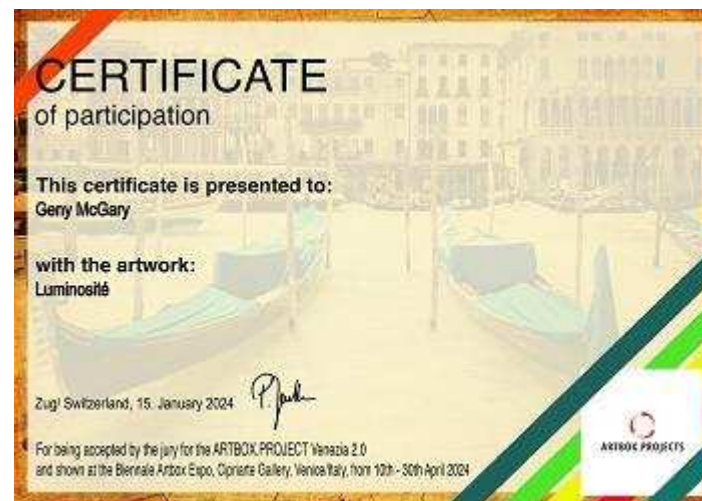 CERTIFICATE
of participation
This certificate is presented to:
Geny McGary
with the artwork:
Luminosité
Zug/ Switzerland, 15. January 2024
For being accepted by the jury for the ARTBOX.PROJECT Venezia 2.0
and shown at the Biennale Artbox Expo, Cipriarte Gallery, Venice/Italy, from 10th - 30th April 2024
ARTBOX.PROJECTS